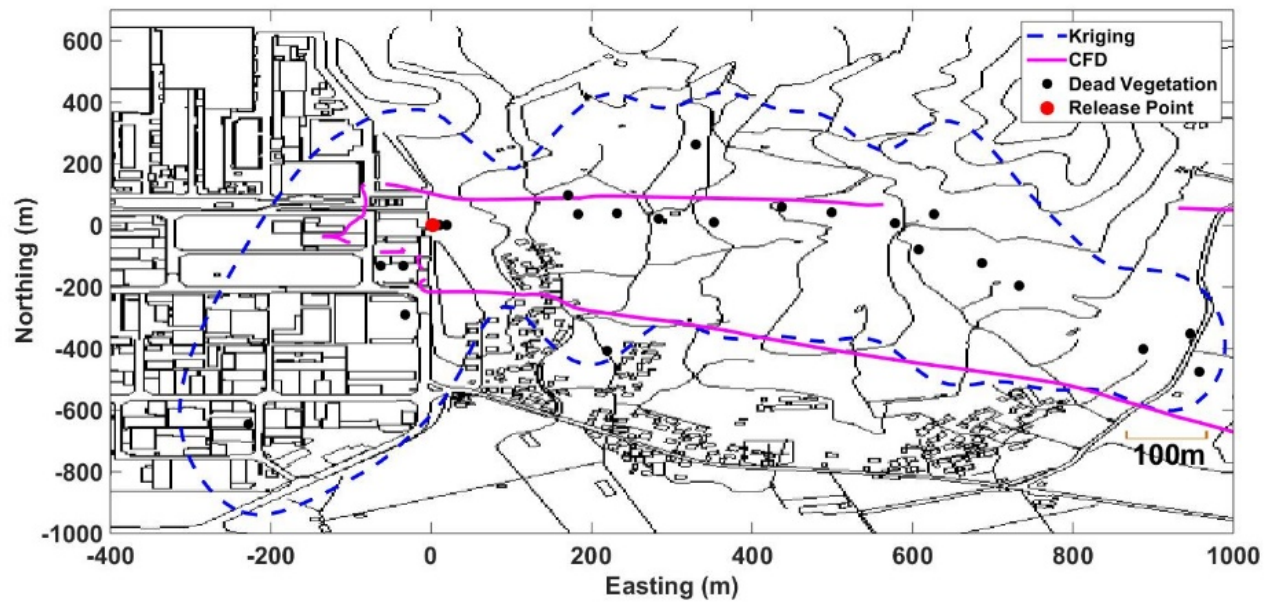 Kriging
CFD
Dead Vegetation
Release Point
600
400
200
0
-200
-400
-600
-800
-1000
Northing (m)
100m
-400
-200
0
200
400
600
800
1000
Easting (m)